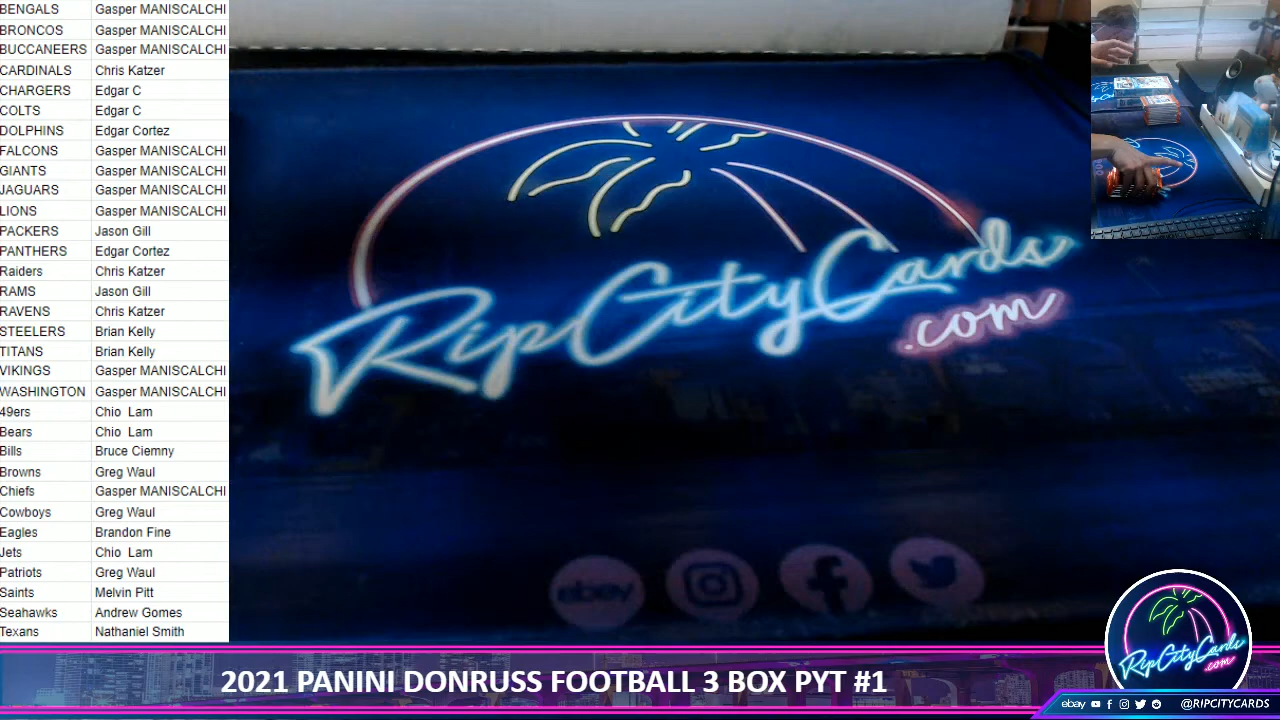 BENGALS Gasper MANISCALCHI
BRONCOS Gasper MANISCALCHI
BUCCANEERS Gasper MANISCALCHI
CARDINALS Chris Katzer
CHARGERS Edgar C
COLTS Edgar C
DOLPHINS Edgar Cortez
FALCONS Gasper MANISCALCHI
GIANTS Gasper MANISCALCHI
JAGUARS Gasper MANISCALCHI
LIONS Gasper MANISCALCHI
PACKERS Jason Gill
PANTHERS Edgar Cortez
Raiders Chris Katzer
RAMS Jason Gill
RAVENS Chris Katzer
STEELERS Brian Kelly
TITANS Brian Kelly
VIKINGS Gasper MANISCALCHI
WASHINGTON Gasper MANISCALCHI
49ers Chio Lam
Bears Chio Lam
Bills Bruce Ciemny
Browns Greg Waul
Chiefs Gasper MANISCALCHI
Cowboys Greg Waul
Eagles Brandon Fine
Jets Chio Lam
Patriots Greg Waul
Saints Melvin Pitt
Seahawks Andrew Gomes
Texans Nathaniel Smith
RipCityCards
.com
ebay
2021 PANINI DONRUSS FOOTBALL 3 BOX PYT #1
RipCityCards
.com
ebay @RIPCITYCARDS